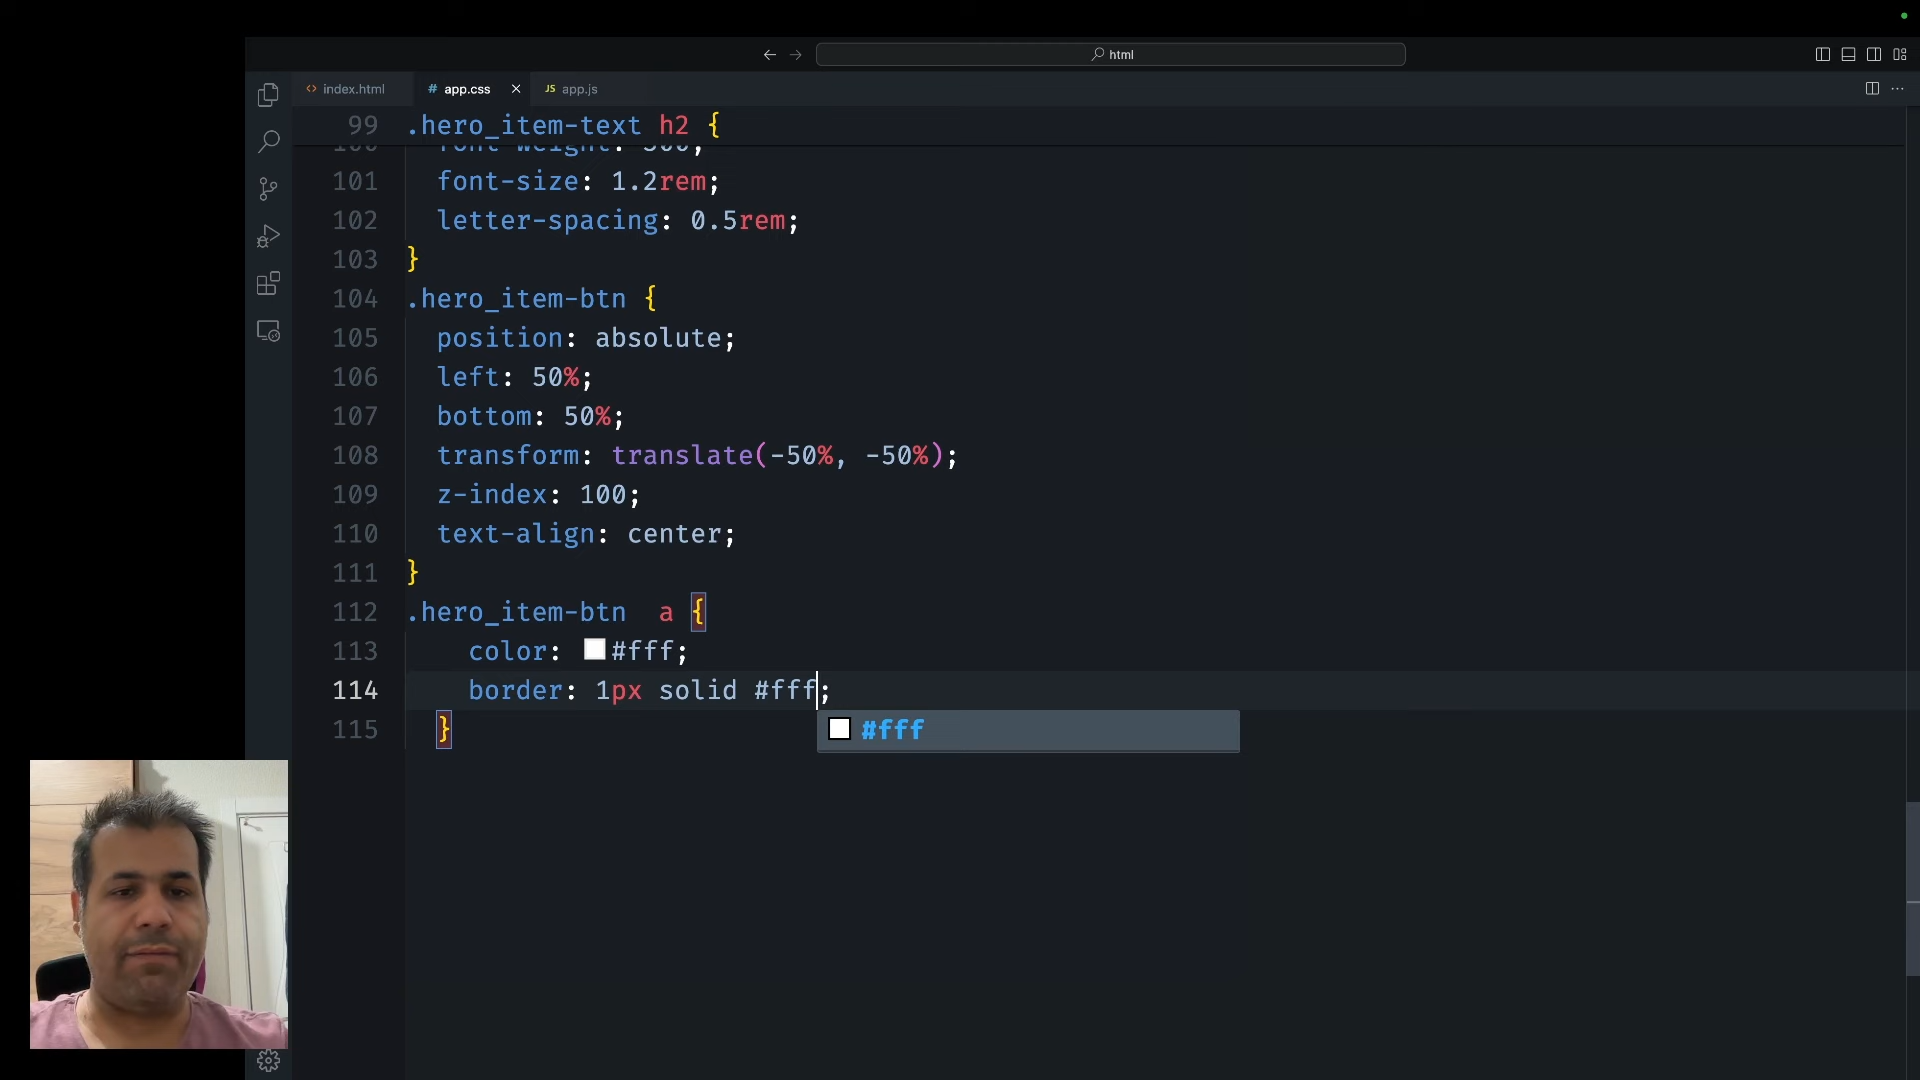 html
index.html
# app.css
JS app.js
99 .hero_item-text h2 {
101 font-size: 1.2rem;
102 letter-spacing: 0.5rem;
103 }
104 .hero_item-btn {
105 position: absolute;
106 left: 50%;
107 bottom: 50%;
108 transform: translate(-50%, -50%);
109 z-index: 100;
110 text-align: center;
111 }
112 .hero_item-btn  a {
113 color: #fff;
114 border: 1px solid #fff;
115 }
#fff